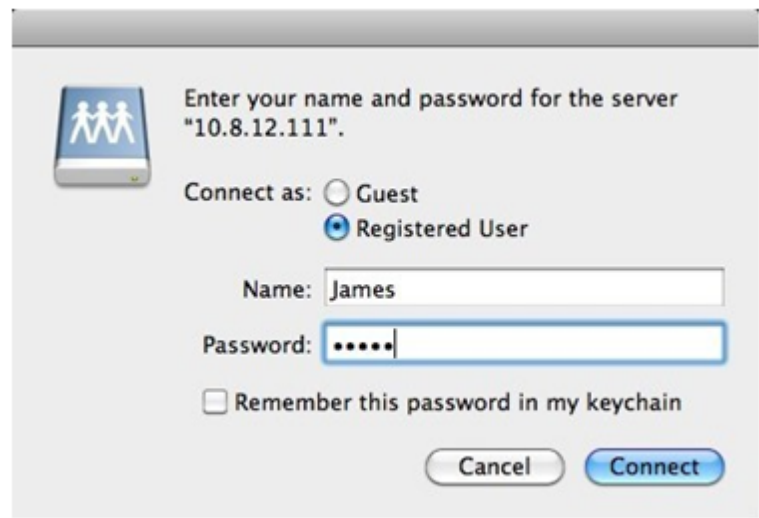 Enter your name and password for the server
"10.8.12.111".
Connect as: Guest
Registered User
Name: James
Password: •••••
Remember this password in my keychain
Cancel Connect